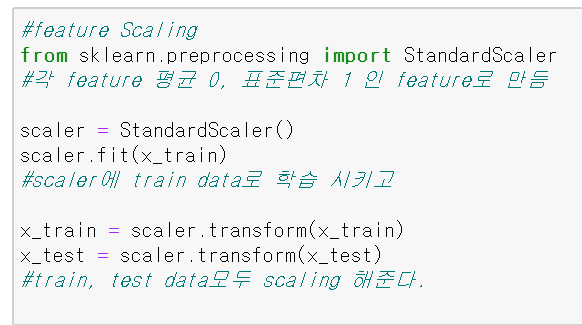 #feature Scaling
from sklearn.preprocessing import StandardScaler
#각 feature 평균 0, 표준편차 1 인 feature로 만듬
scaler = StandardScaler()
scaler.fit(x_train)
#scaler에 train data로 학습 시키고
x_train = scaler.transform(x_train)
x_test = scaler.transform(x_test)
#train, test data모두 scaling 해준다.